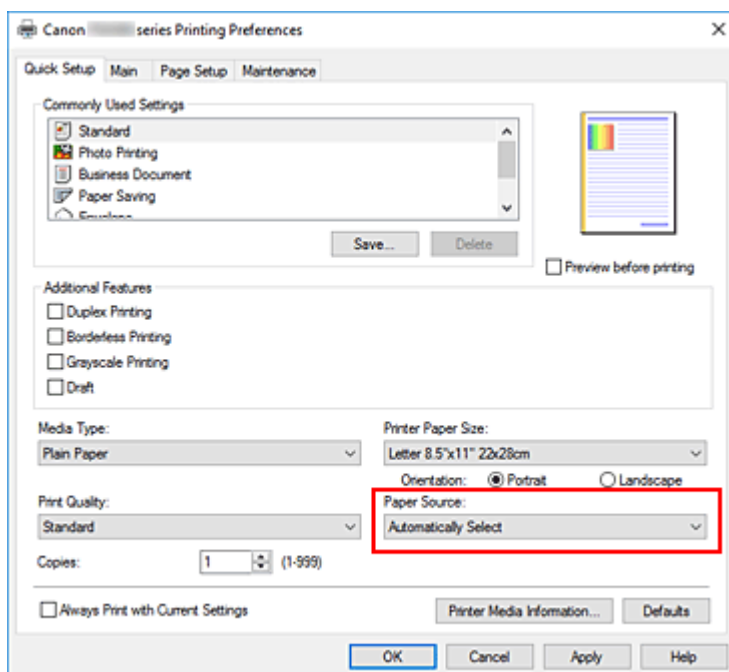 Canon series Printing Preferences
Quick Setup Main Page Setup Maintenance
Commonly Used Settings
Standard
Photo Printing
Business Document
Paper Saving
Envelope
Save... Delete
Preview before printing
Additional Features
Duplex Printing
Borderless Printing
Grayscale Printing
Draft
Media Type: Printer Paper Size:
Plain Paper Letter 8.5"x11" 22x28cm
Orientation: Portrait Landscape
Print Quality: Paper Source:
Standard Automatically Select
Copies: 1 (1-999)
Always Print with Current Settings Printer Media Information... Defaults
OK Cancel Apply Help